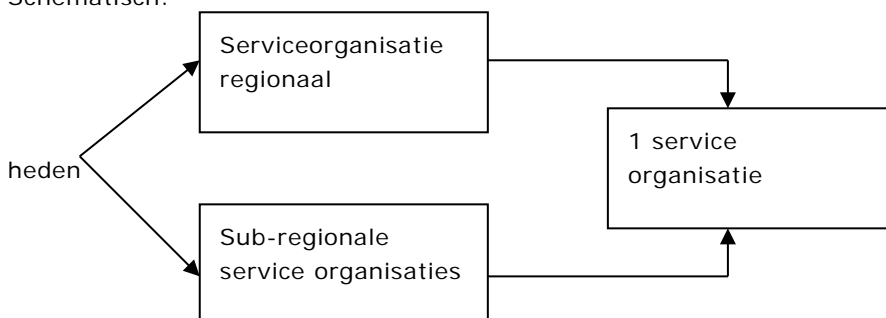 Schematisch:
Serviceorganisatie
regionaal
heden
1 service
organisatie
Sub-regionale
service organisaties